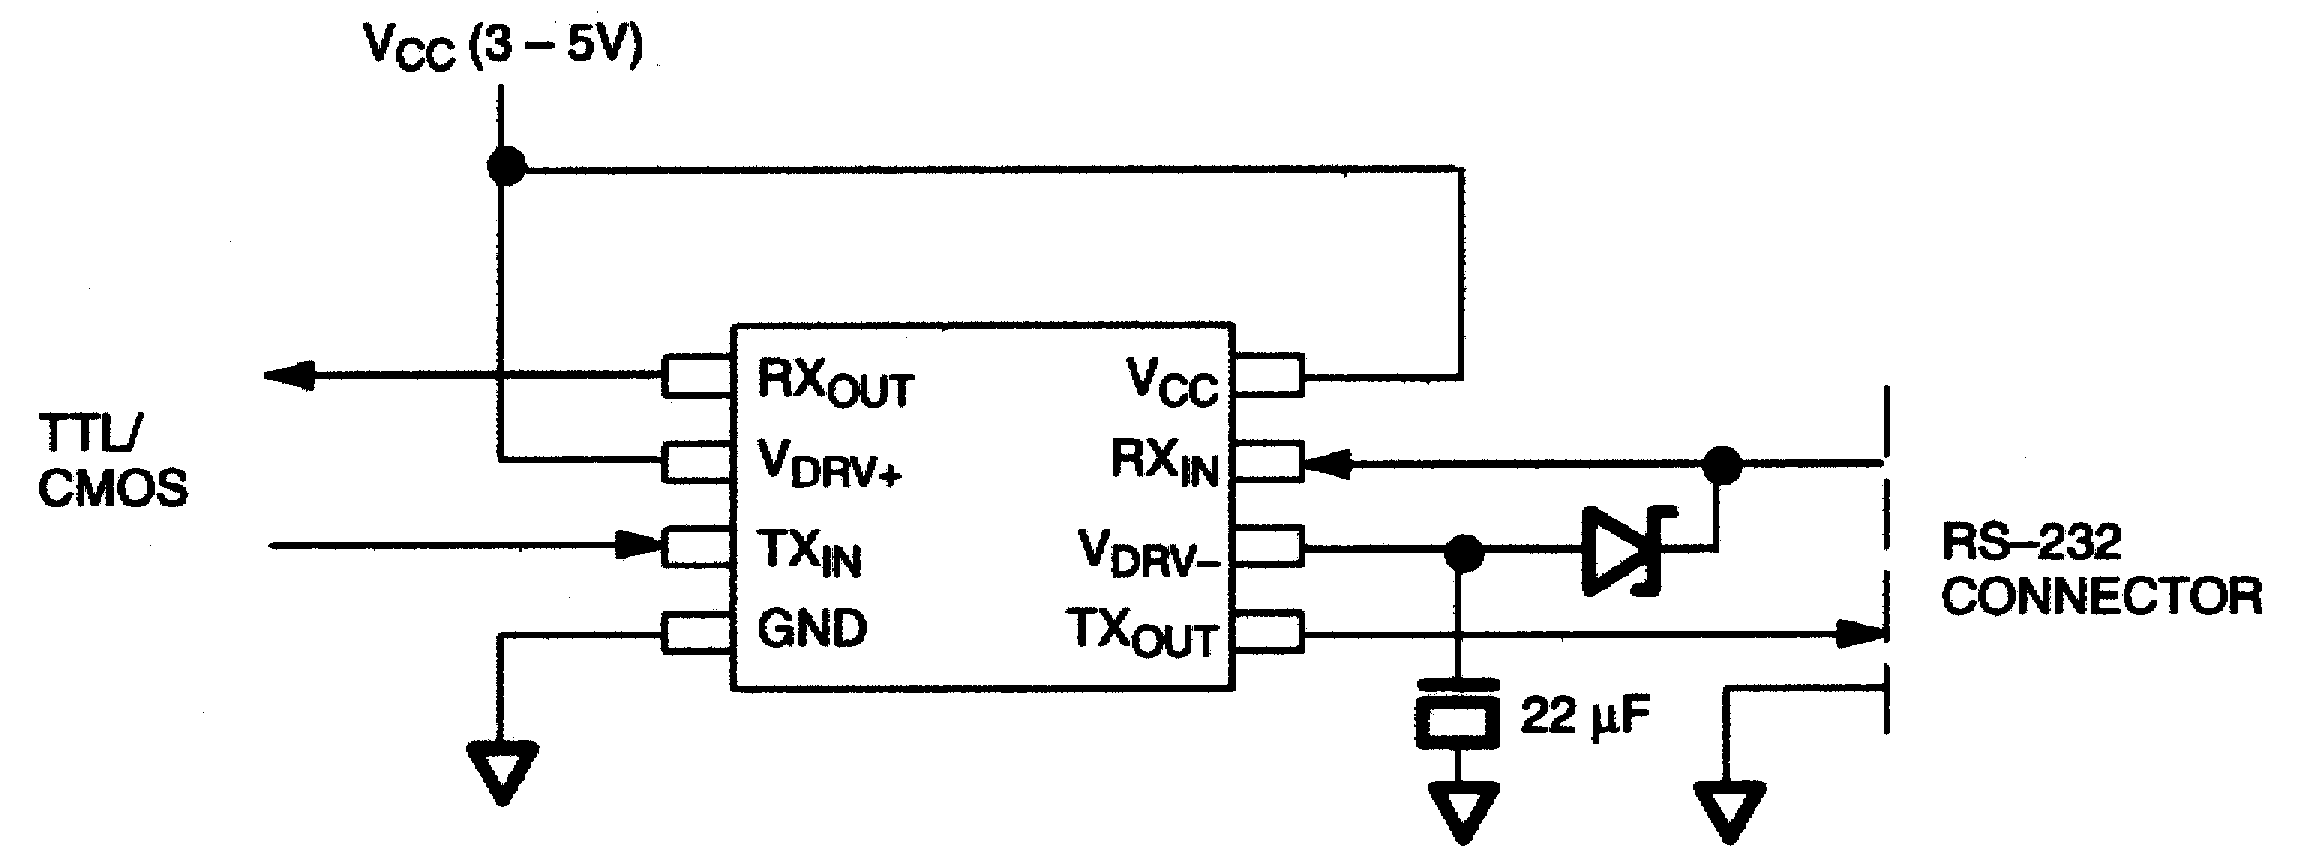 VCC (3 – 5V)
RXOUT
VCC
TTL/
CMOS
VDRV+
RXIN
TXIN
VDRV–
RS–232
CONNECTOR
GND
TXOUT
22 µF